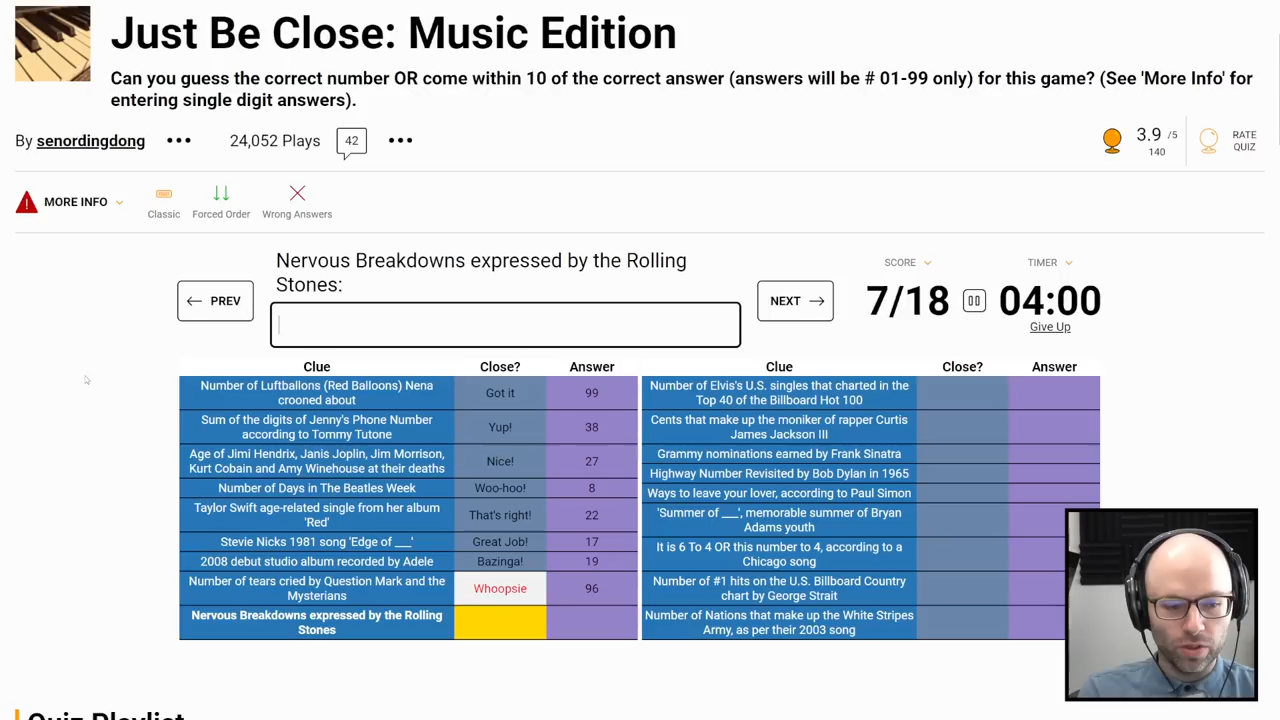 Just Be Close: Music Edition
Can you guess the correct number OR come within 10 of the correct answer (answers will be # 01-99 only) for this game? (See 'More Info' for
entering single digit answers).
By senordingdong
24,052 Plays
42
3.9 /5
140
RATE
QUIZ
MORE INFO
Classic
Forced Order
Wrong Answers
Nervous Breakdowns expressed by the Rolling
Stones:
← PREV
NEXT →
SCORE
7/18
TIMER
04:00
Give Up
Clue Close? Answer
Number of Luftballons (Red Balloons) Nena
crooned about
Got it
99
Sum of the digits of Jenny's Phone Number
according to Tommy Tutone
Yup!
38
Age of Jimi Hendrix, Janis Joplin, Jim Morrison,
Kurt Cobain and Amy Winehouse at their deaths
Nice!
27
Number of Days in The Beatles Week
Woo-hoo!
8
Taylor Swift age-related single from her album
'Red'
That's right!
22
Stevie Nicks 1981 song 'Edge of ___'
Great Job!
17
2008 debut studio album recorded by Adele
Bazinga!
19
Number of tears cried by Question Mark and the
Mysterians
Whoopsie
96
Nervous Breakdowns expressed by the Rolling
Stones
Clue Close? Answer
Number of Elvis's U.S. singles that charted in the
Top 40 of the Billboard Hot 100
Cents that make up the moniker of rapper Curtis
James Jackson III
Grammy nominations earned by Frank Sinatra
Highway Number Revisited by Bob Dylan in 1965
Ways to leave your lover, according to Paul Simon
'Summer of ___', memorable summer of Bryan
Adams youth
It is 6 To 4 OR this number to 4, according to a
Chicago song
Number of #1 hits on the U.S. Billboard Country
chart by George Strait
Number of Nations that make up the White Stripes
Army, as per their 2003 song
Quiz Playlist